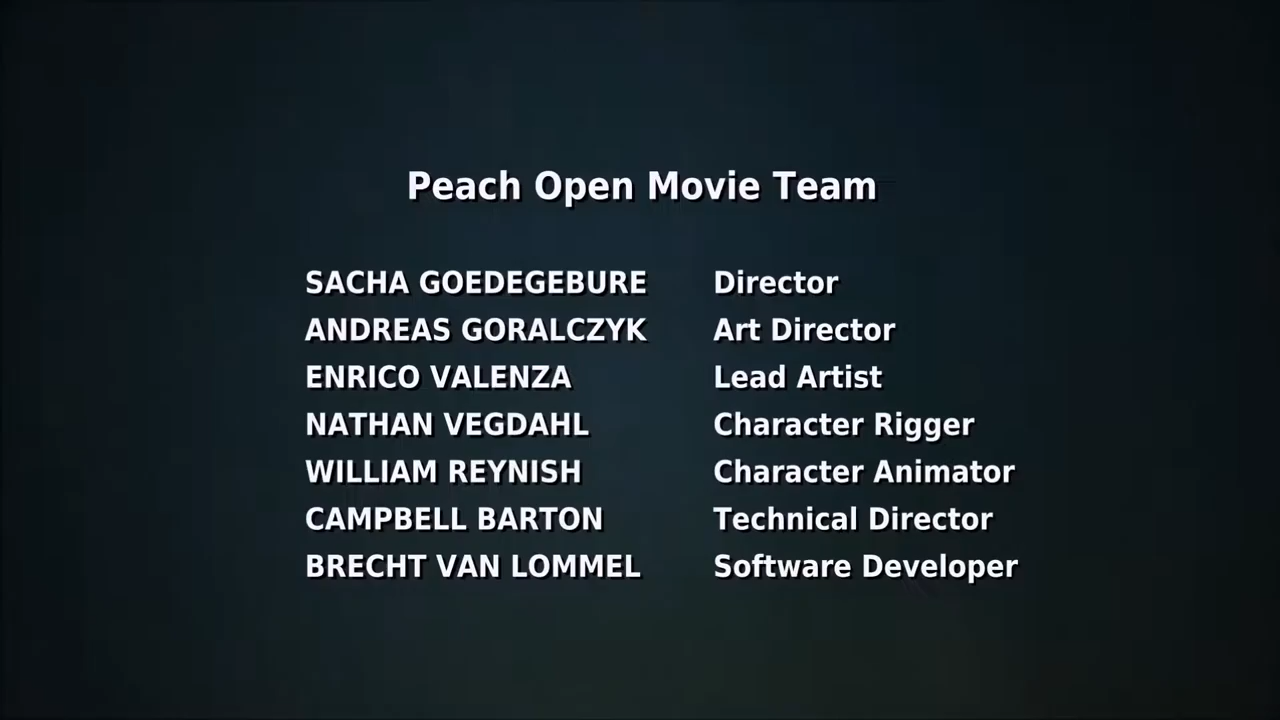 Peach Open Movie Team
SACHA GOEDEGEBURE Director
ANDREAS GORALCZYK Art Director
ENRICO VALENZA Lead Artist
NATHAN VEGDAHL Character Rigger
WILLIAM REYNISH Character Animator
CAMPBELL BARTON Technical Director
BRECHT VAN LOMMEL Software Developer